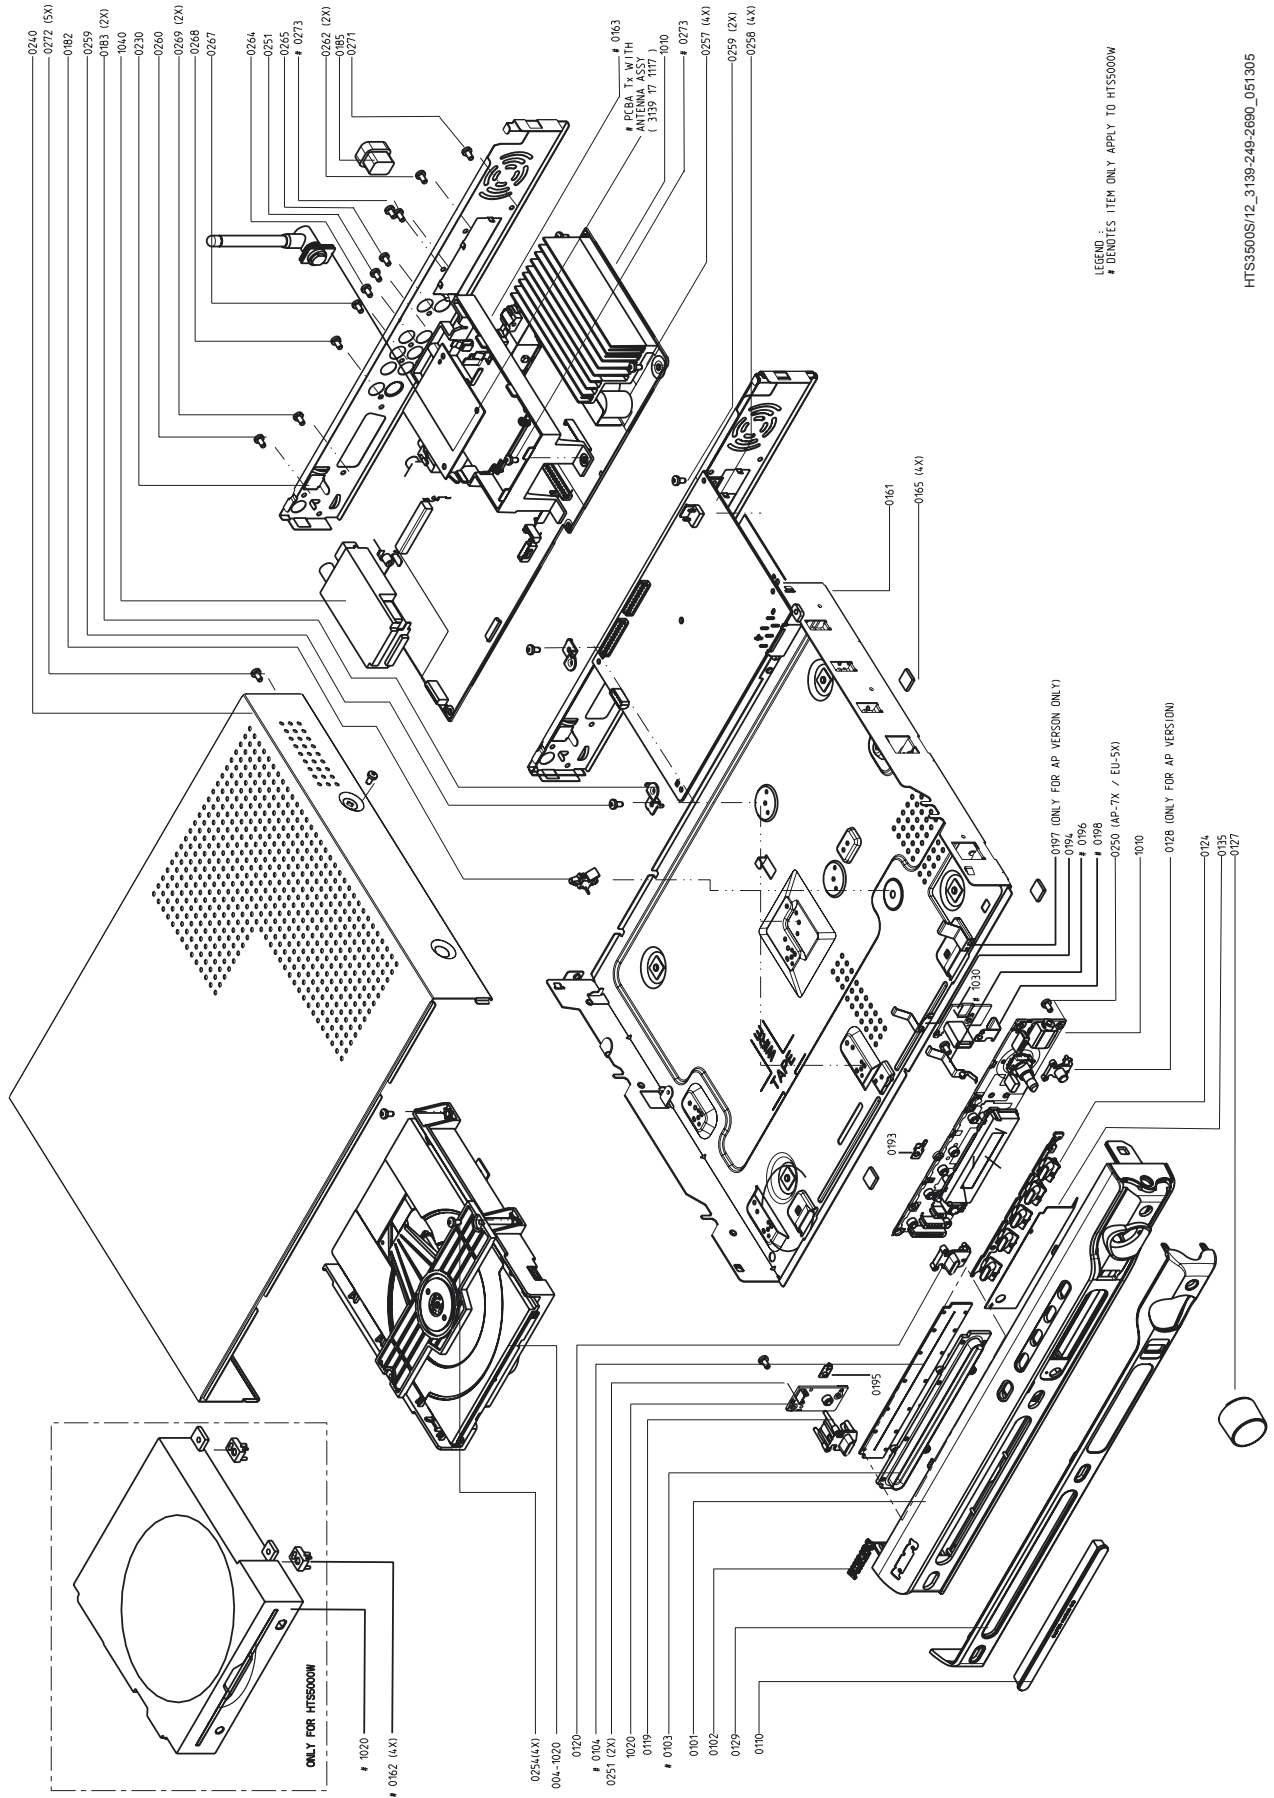 0240
0272 (5X)
0182
0259
0183 (2X)
1040
0230
0260
0269 (2X)
0268
0267
0264
0251
0265
# 0273
0262 (2X)
0185
0271
# 0163
# PCBA Tx WITH
ANTENNA ASSY
( 3139 17 1117 )
1010
# 0273
0257 (4X)
0259 (2X)
0258 (4X)
LEGEND :
# DENOTES ITEM ONLY APPLY TO HTS5000W
HTS3500S/12_3139-249-2690_051305
0161
0165 (4X)
0197 (ONLY FOR AP VERSON ONLY)
0194
# 0196
# 0198
0250 (AP-7X / EU-5X)
1010
0128 (ONLY FOR AP VERSION)
0124
0135
0127
# 1030
0193
0195
TAPE
ONLY FOR HTS5000W
# 1020
# 0162 (4X)
0254(4X)
004-1020
0120
# 0104
0251 (2X)
1020
0119
# 0103
0101
0102
0129
0110